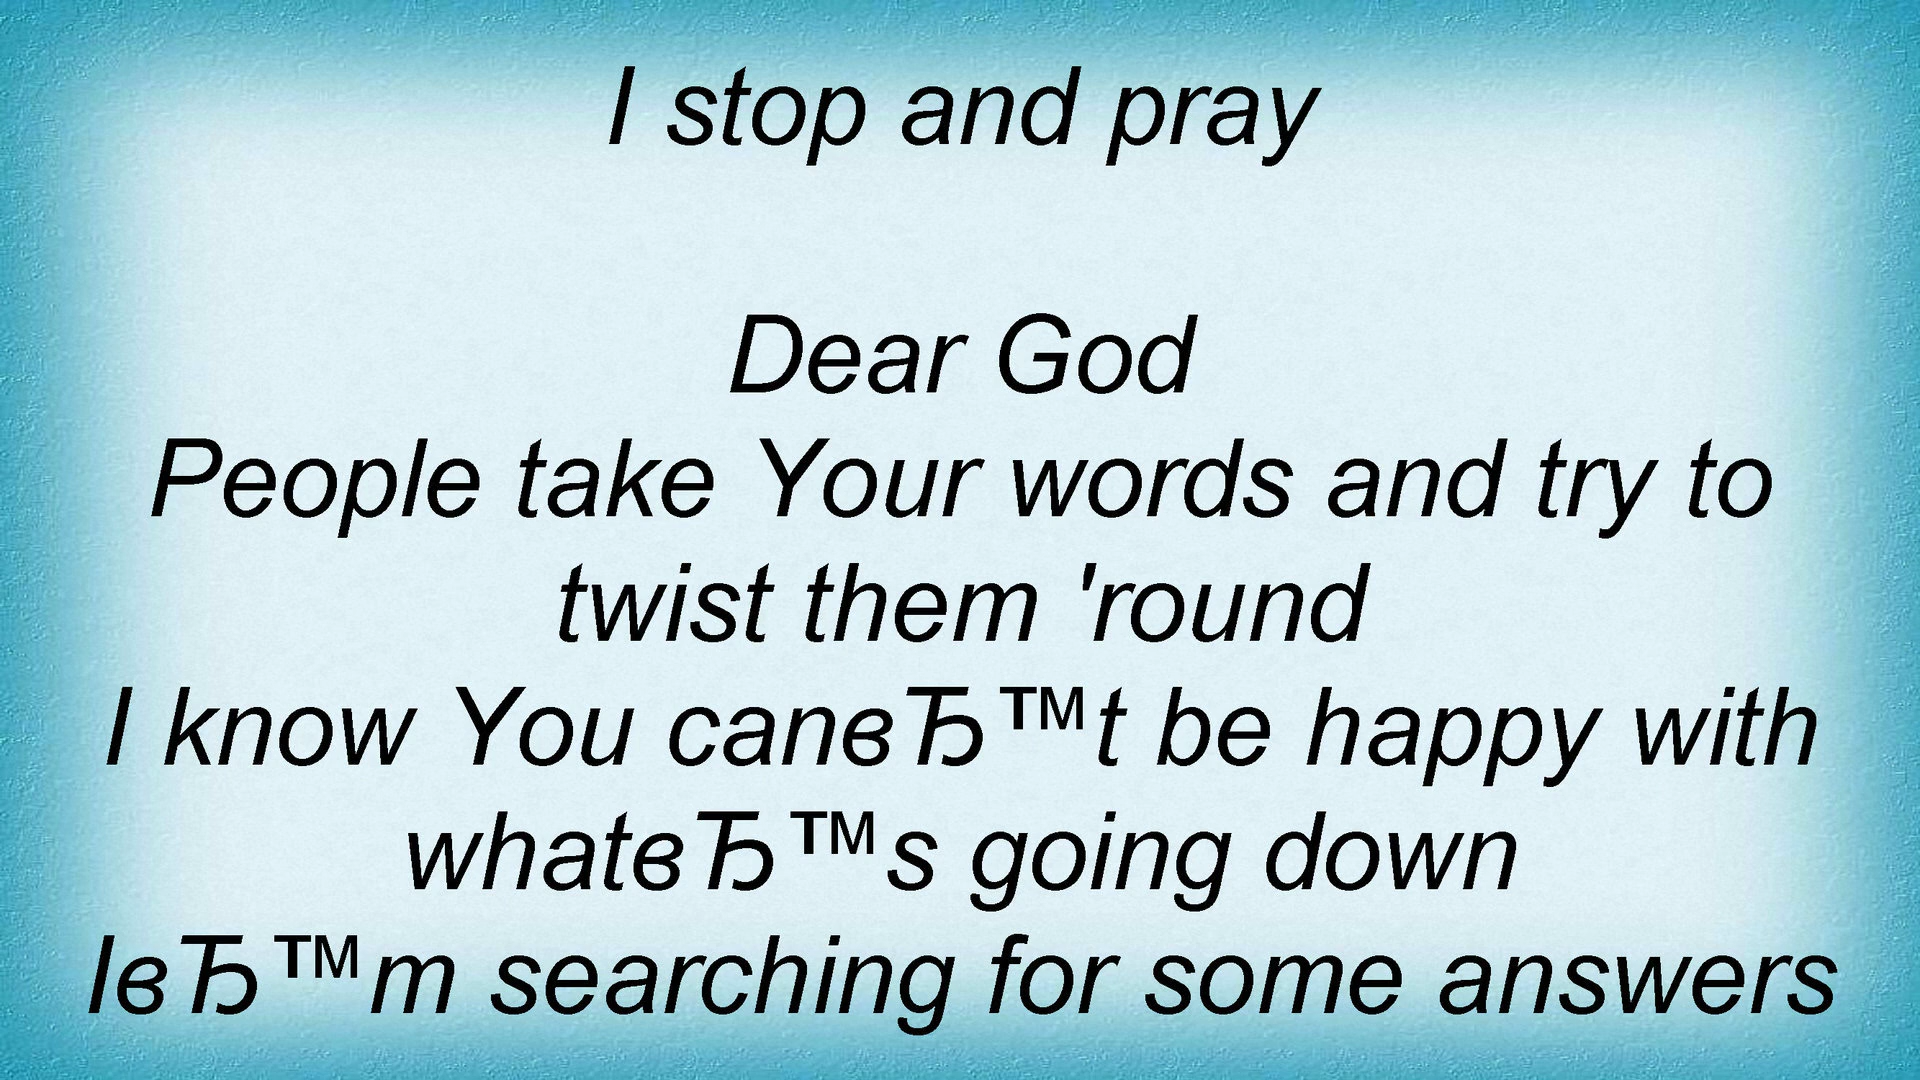 I stop and pray
Dear God
People take Your words and try to
twist them 'round
I know You canвЂ™t be happy with
whatвЂ™s going down
IвЂ™m searching for some answers